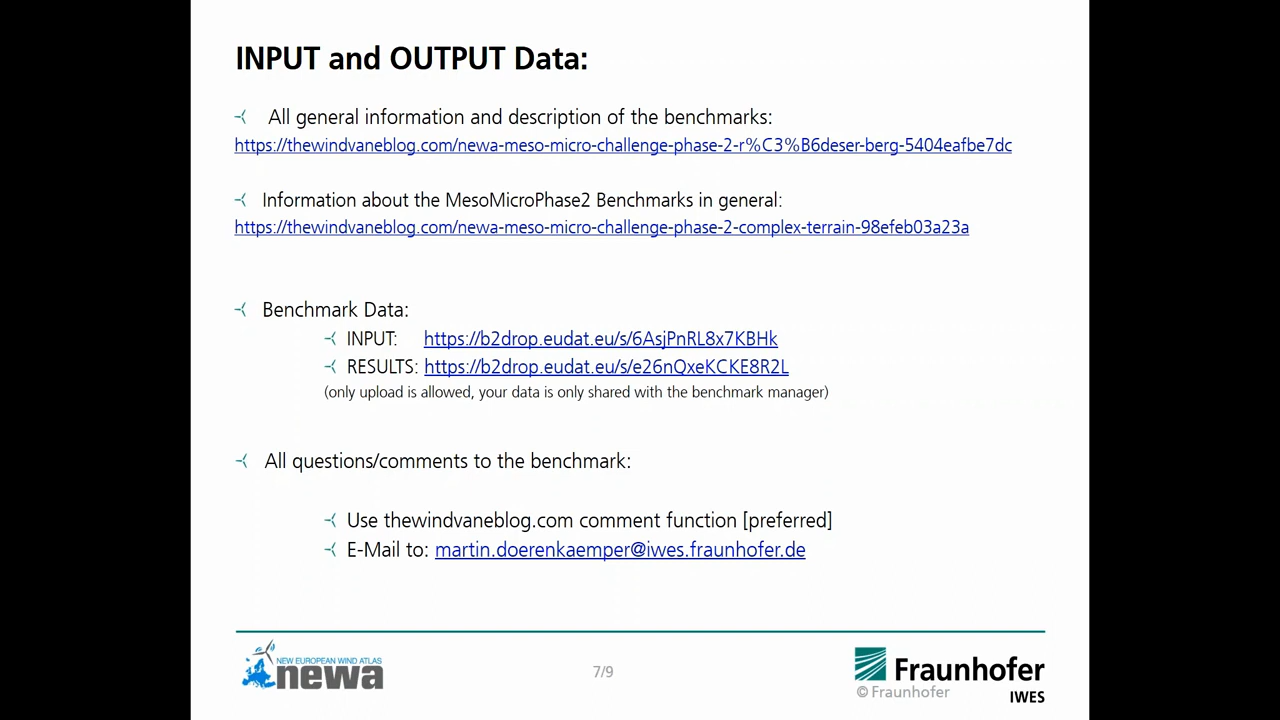 INPUT and OUTPUT Data:
All general information and description of the benchmarks:
https://thewindvaneblog.com/newa-meso-micro-challenge-phase-2-r%C3%B6deser-berg-5404eafbe7dc
Information about the MesoMicroPhase2 Benchmarks in general:
https://thewindvaneblog.com/newa-meso-micro-challenge-phase-2-complex-terrain-98efeb03a23a
Benchmark Data:
INPUT: https://b2drop.eudat.eu/s/6AsjPnRL8x7KBHk
RESULTS: https://b2drop.eudat.eu/s/e26nQxeKCKE8R2L
(only upload is allowed, your data is only shared with the benchmark manager)
All questions/comments to the benchmark:
Use thewindvaneblog.com comment function [preferred]
E-Mail to: martin.doerenkaemper@iwes.fraunhofer.de
NEW EUROPEAN WIND ATLAS
newa
7/9
Fraunhofer
© Fraunhofer
IWES